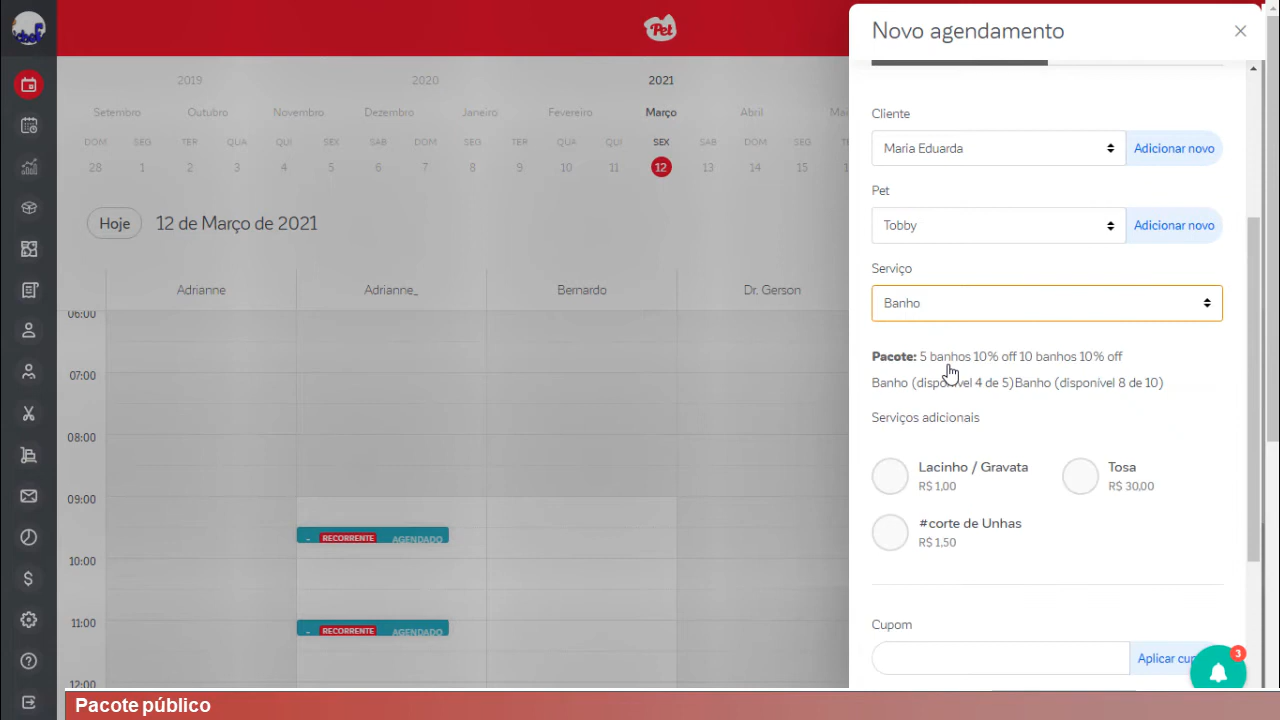 Pet
Novo agendamento
2019 2020 2021
Setembro Outubro Novembro Dezembro Janeiro Fevereiro Março Abril
DOM SEG TER QUA QUI SEX SAB DOM SEG TER QUA QUI SEX SAB DOM SEG
28 1 2 3 4 5 6 7 8 9 10 11 12 13 14 15
Hoje 12 de Março de 2021
Adrianne Adrianne_ Bernardo Dr. Gerson
06:00
07:00
08:00
09:00
- RECORRENTE AGENDADO
10:00
11:00
- RECORRENTE AGENDADO
12:00
Cliente
Maria Eduarda Adicionar novo
Pet
Tobby Adicionar novo
Serviço
Banho
Pacote: 5 banhos 10% off 10 banhos 10% off
Banho (disponível 4 de 5)Banho (disponível 8 de 10)
Serviços adicionais
Lacinho / Gravata Tosa
R$ 1,00 R$ 30,00
#corte de Unhas
R$ 1,50
Cupom
Aplicar
3
Pacote público